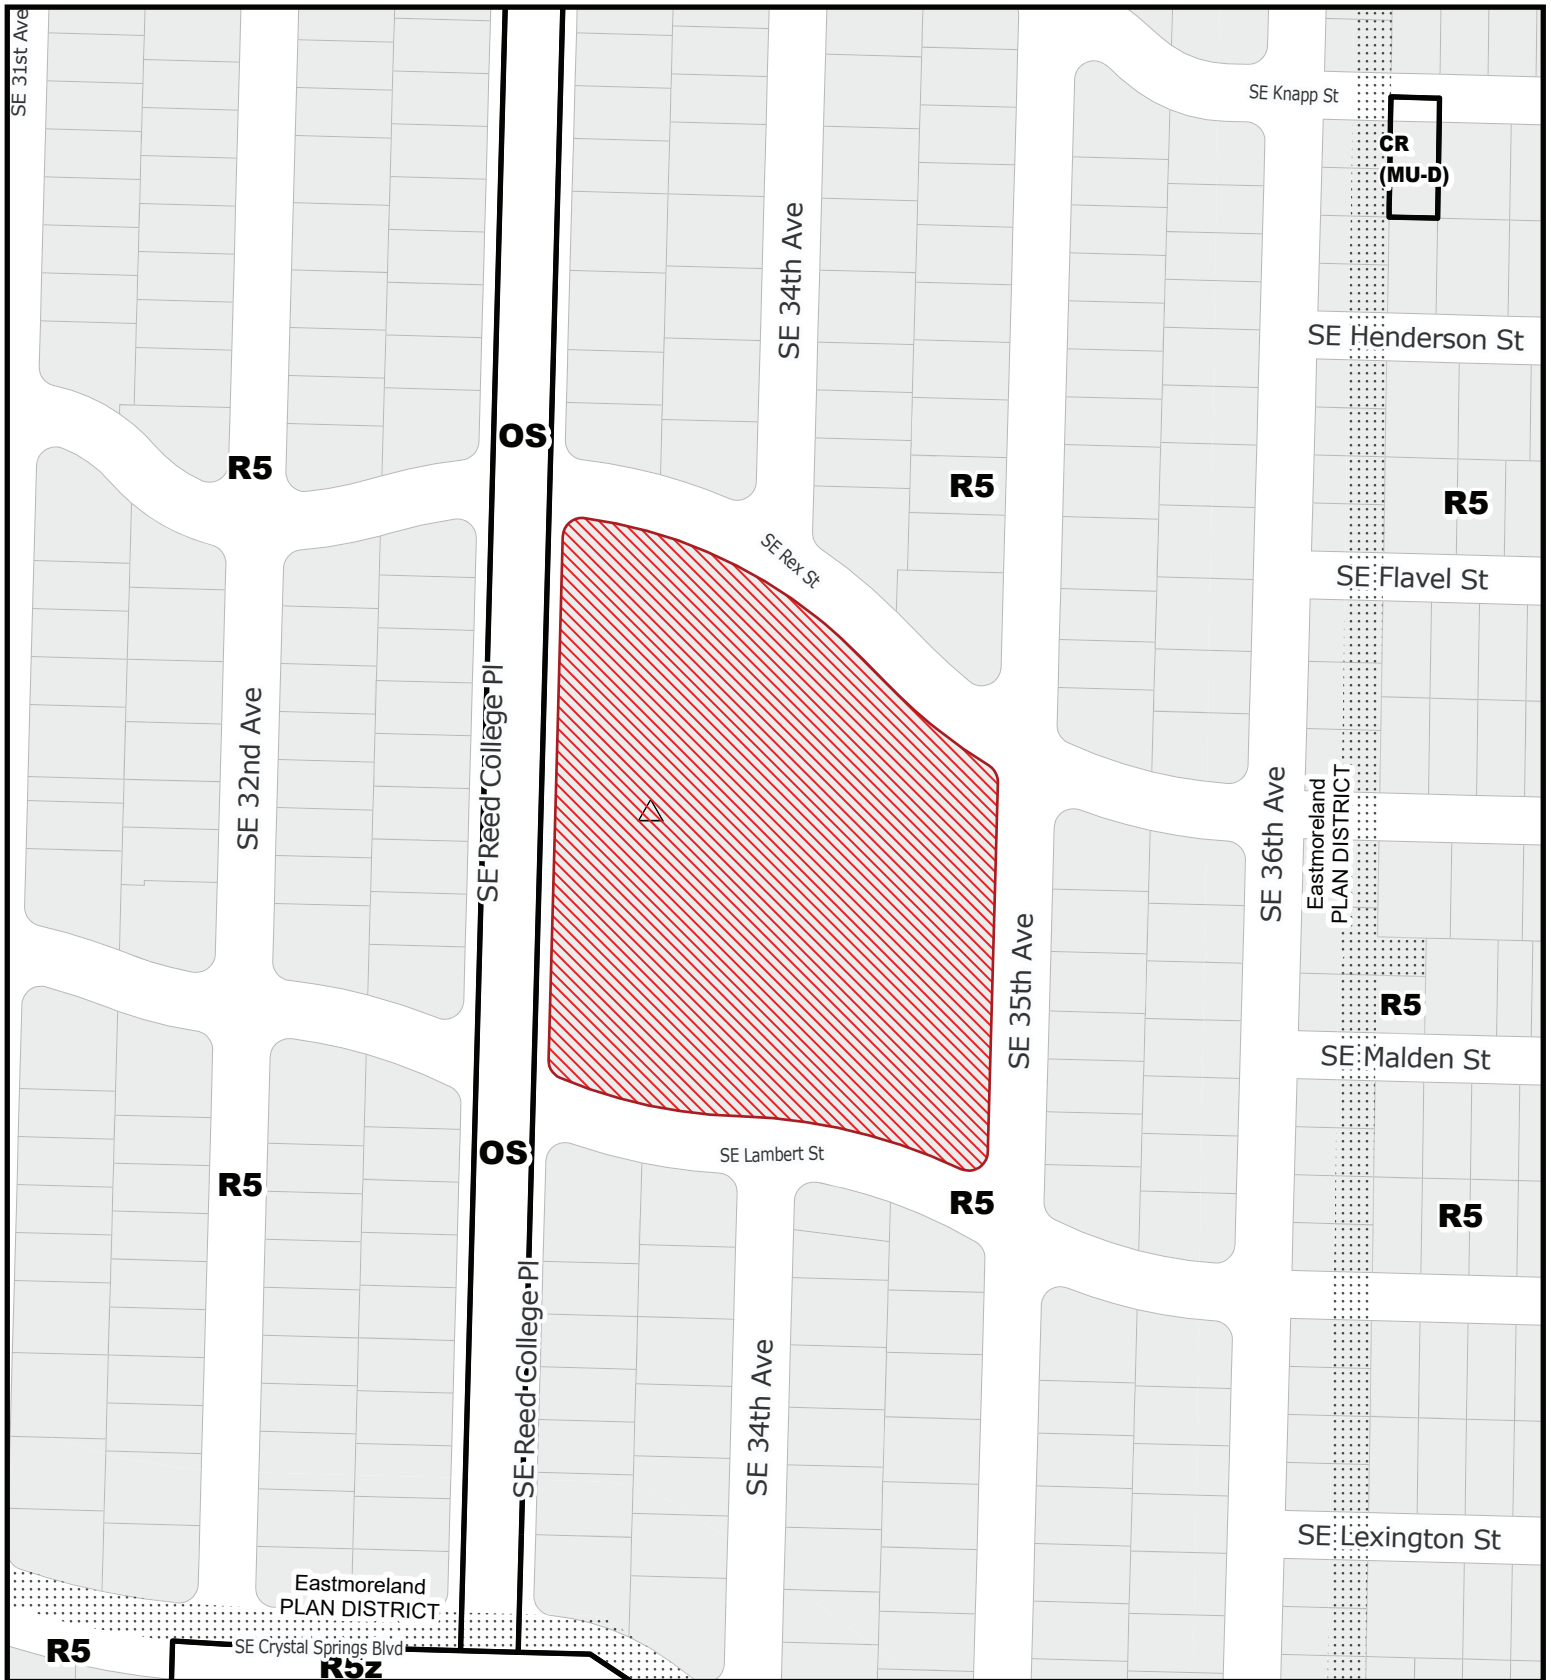 SE 31st Ave
SE Knapp St
CR
(MU-D)
SE 34th Ave
SE Henderson St
OS
R5
R5
R5
SE Rex St
SE Flavel St
SE Reed College Pl
SE 32nd Ave
SE 36th Ave
Eastmoreland
PLAN DISTRICT
SE 35th Ave
R5
SE Malden St
OS
SE Lambert St
R5
R5
R5
SE Reed College Pl
SE 34th Ave
SE Lexington St
Eastmoreland
PLAN DISTRICT
SE Crystal Springs Blvd
R5
R5z